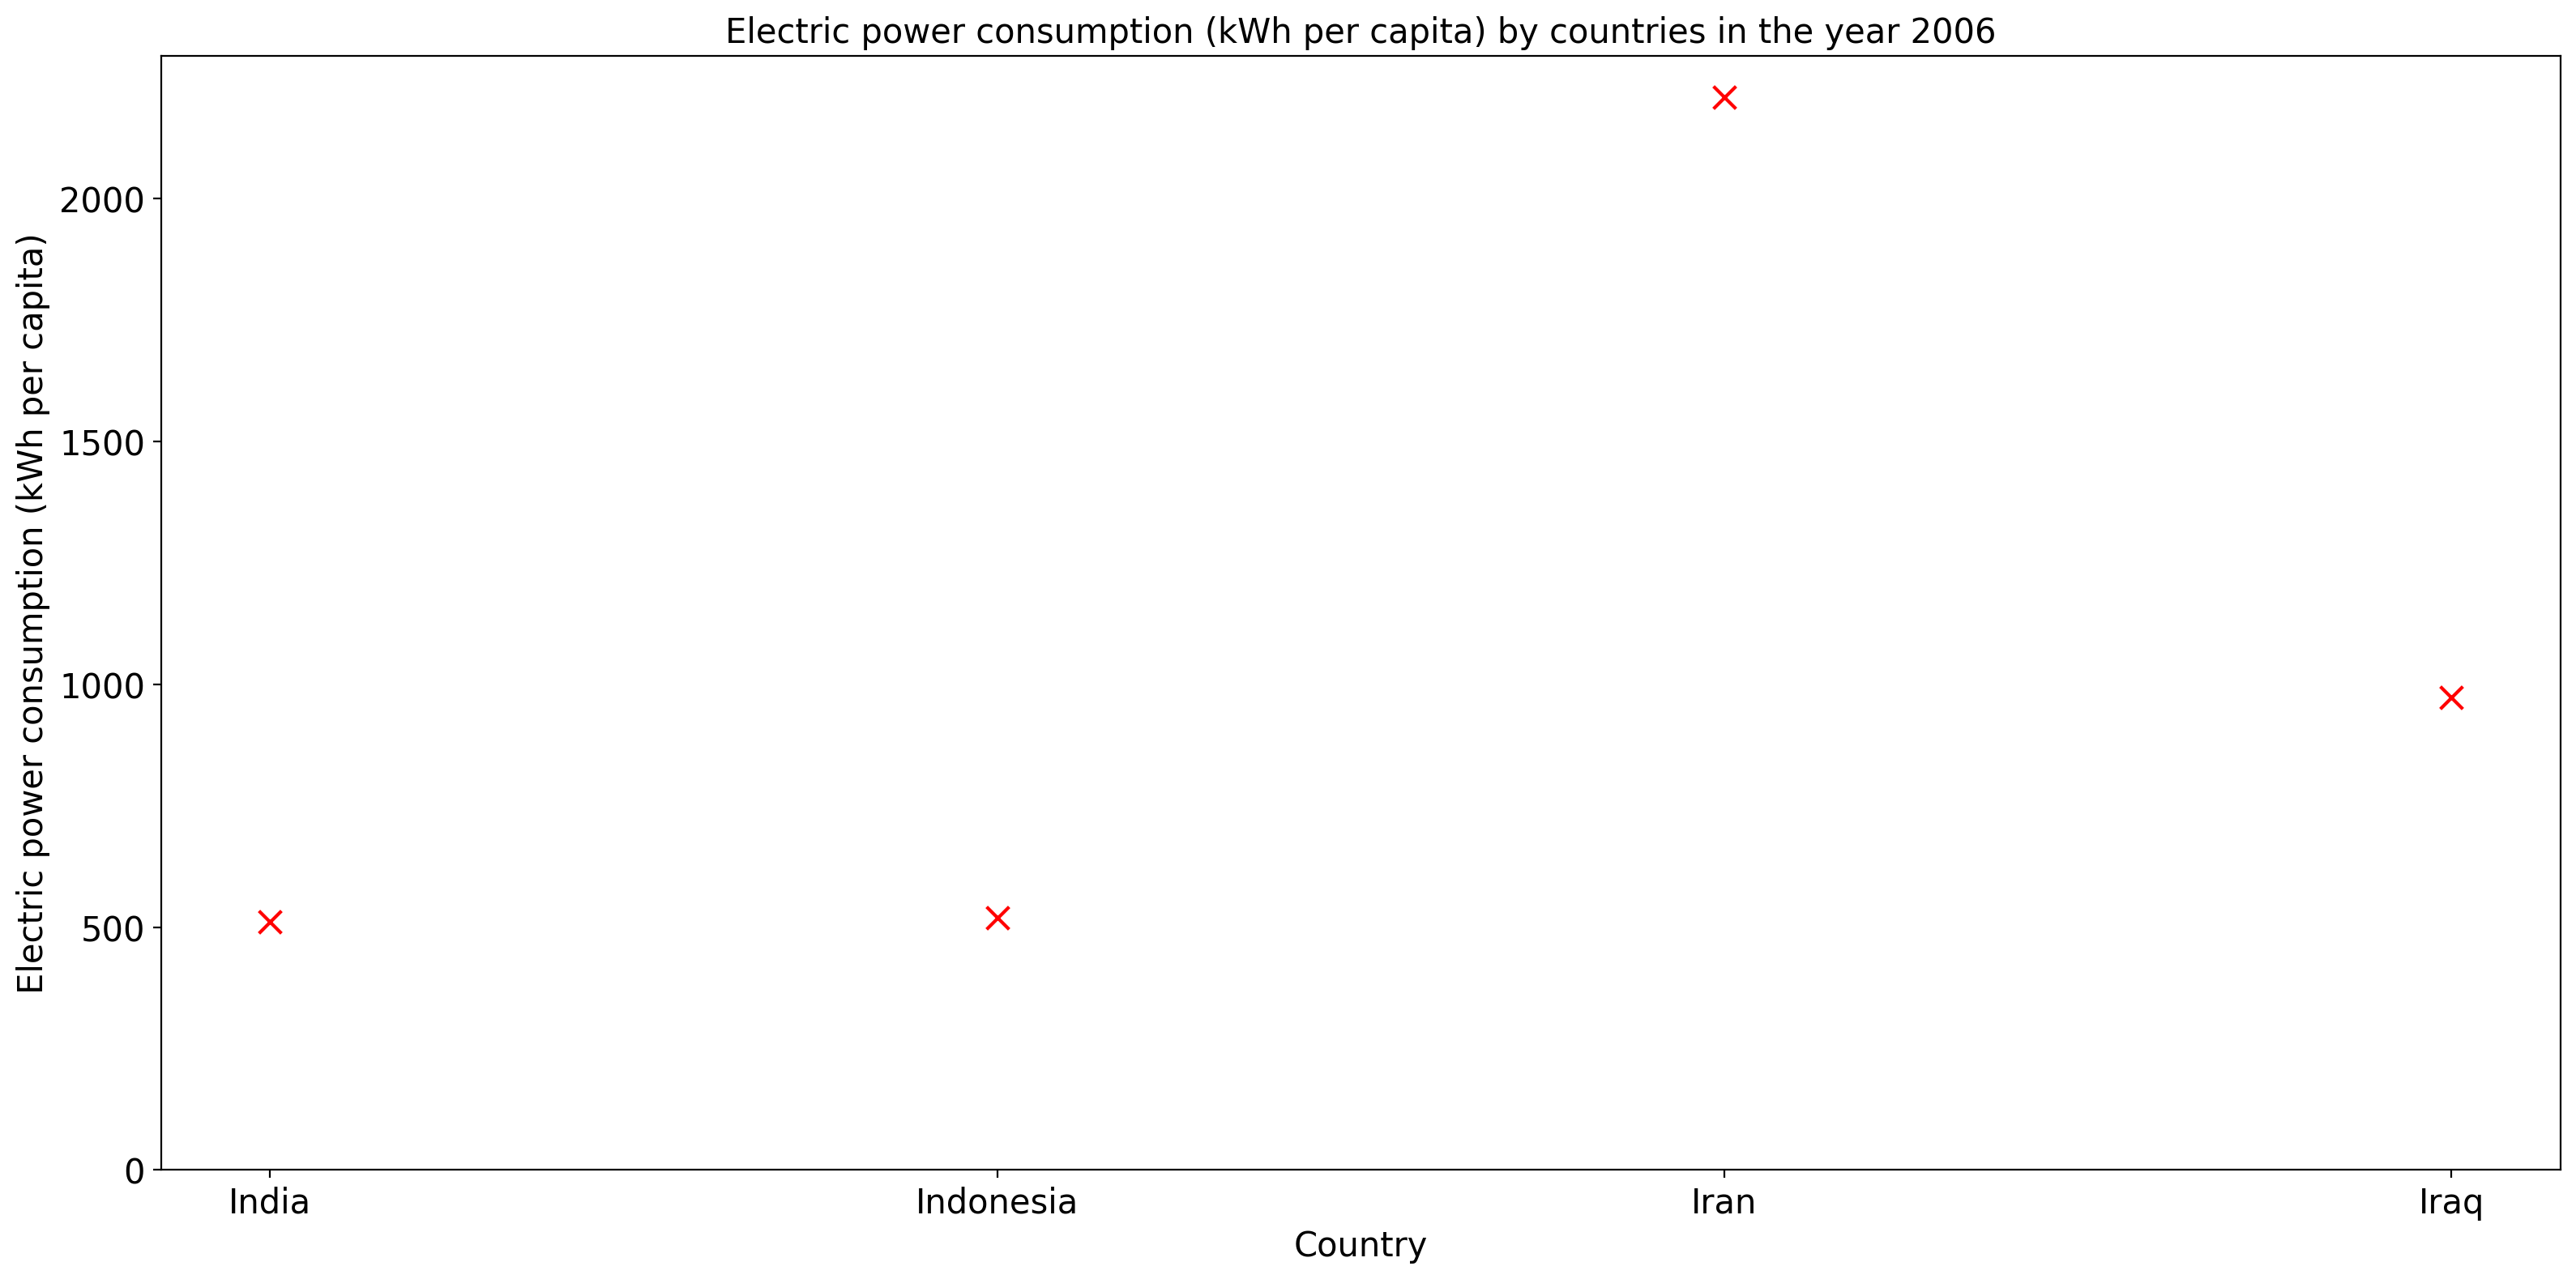 Electric power consumption (kWh per capita) by countries in the year 2006
Electric power consumption (kWh per capita)
2000
1500
1000
500
0
India
Indonesia
Iran
Iraq
Country